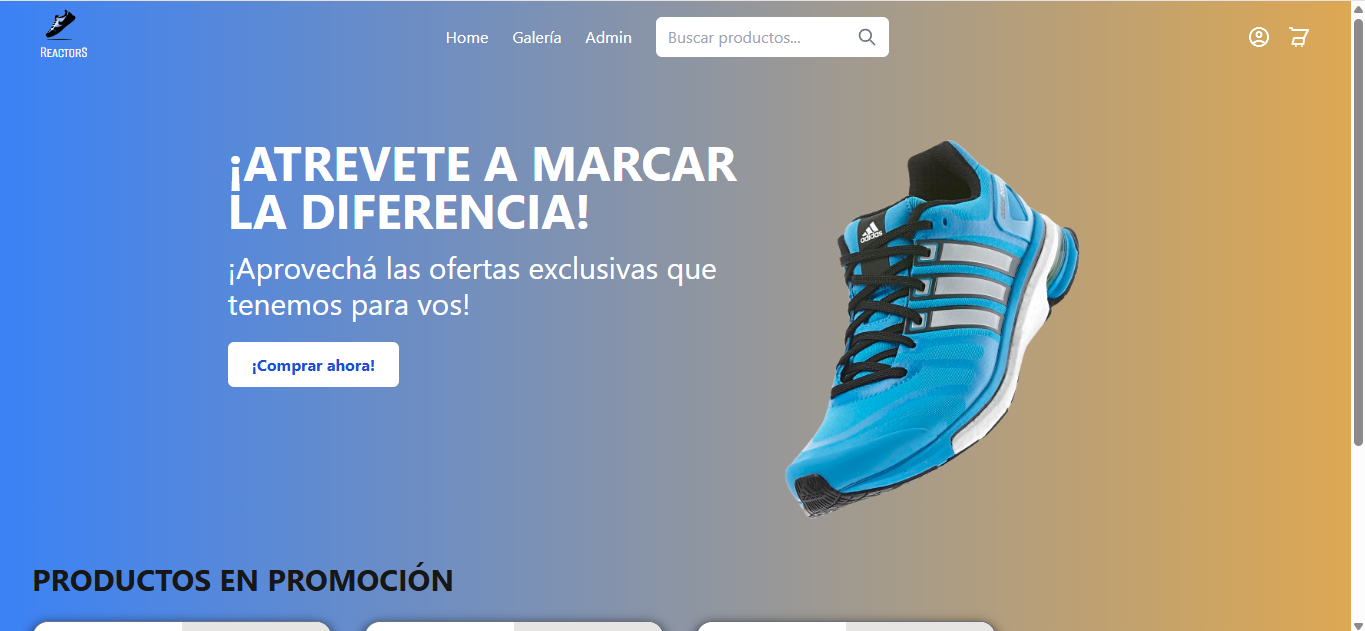 REACTORS
Home Galería Admin Buscar productos...
¡ATREVETE A MARCAR
LA DIFERENCIA!
¡Aprovechá las ofertas exclusivas que
tenemos para vos!
¡Comprar ahora!
adidas
PRODUCTOS EN PROMOCIÓN